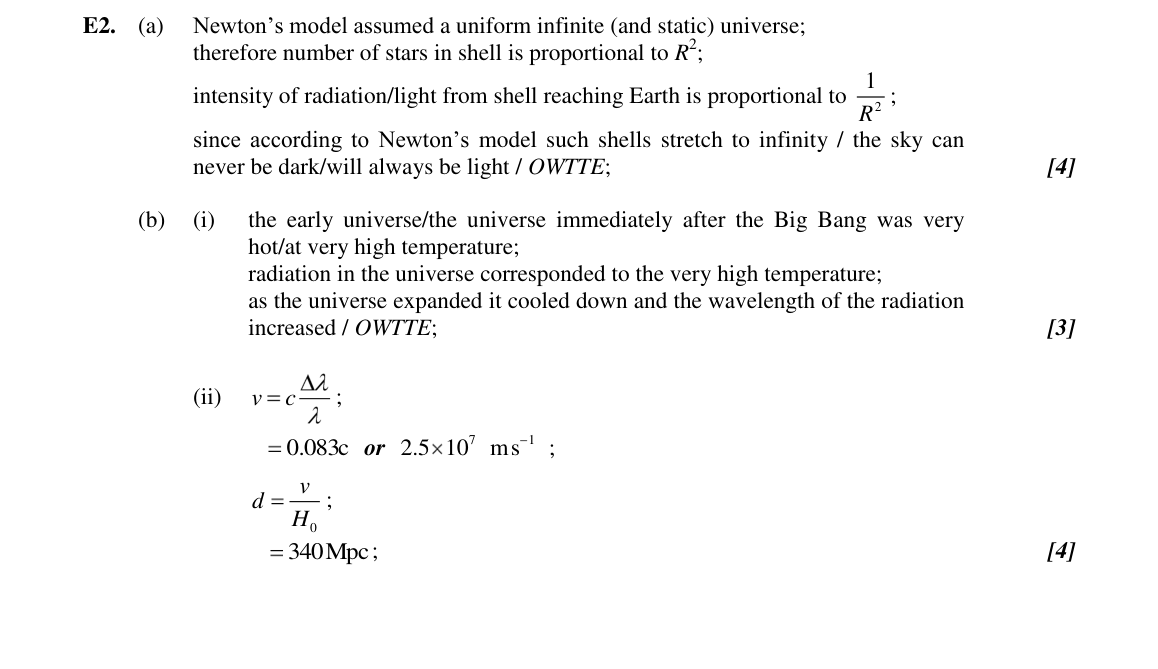 E2. (a) Newton's model assumed a uniform infinite (and static) universe;
therefore number of stars in shell is proportional to R²;
intensity of radiation/light from shell reaching Earth is proportional to 1/R²;
since according to Newton's model such shells stretch to infinity / the sky can
never be dark/will always be light / OWTTE; [4]
(b) (i) the early universe/the universe immediately after the Big Bang was very
hot/at very high temperature;
radiation in the universe corresponded to the very high temperature;
as the universe expanded it cooled down and the wavelength of the radiation
increased / OWTTE; [3]
(ii) v = c Δλ/λ ;
= 0.083c or 2.5×10⁷ ms⁻¹ ;
d = v/H₀ ;
= 340 Mpc; [4]